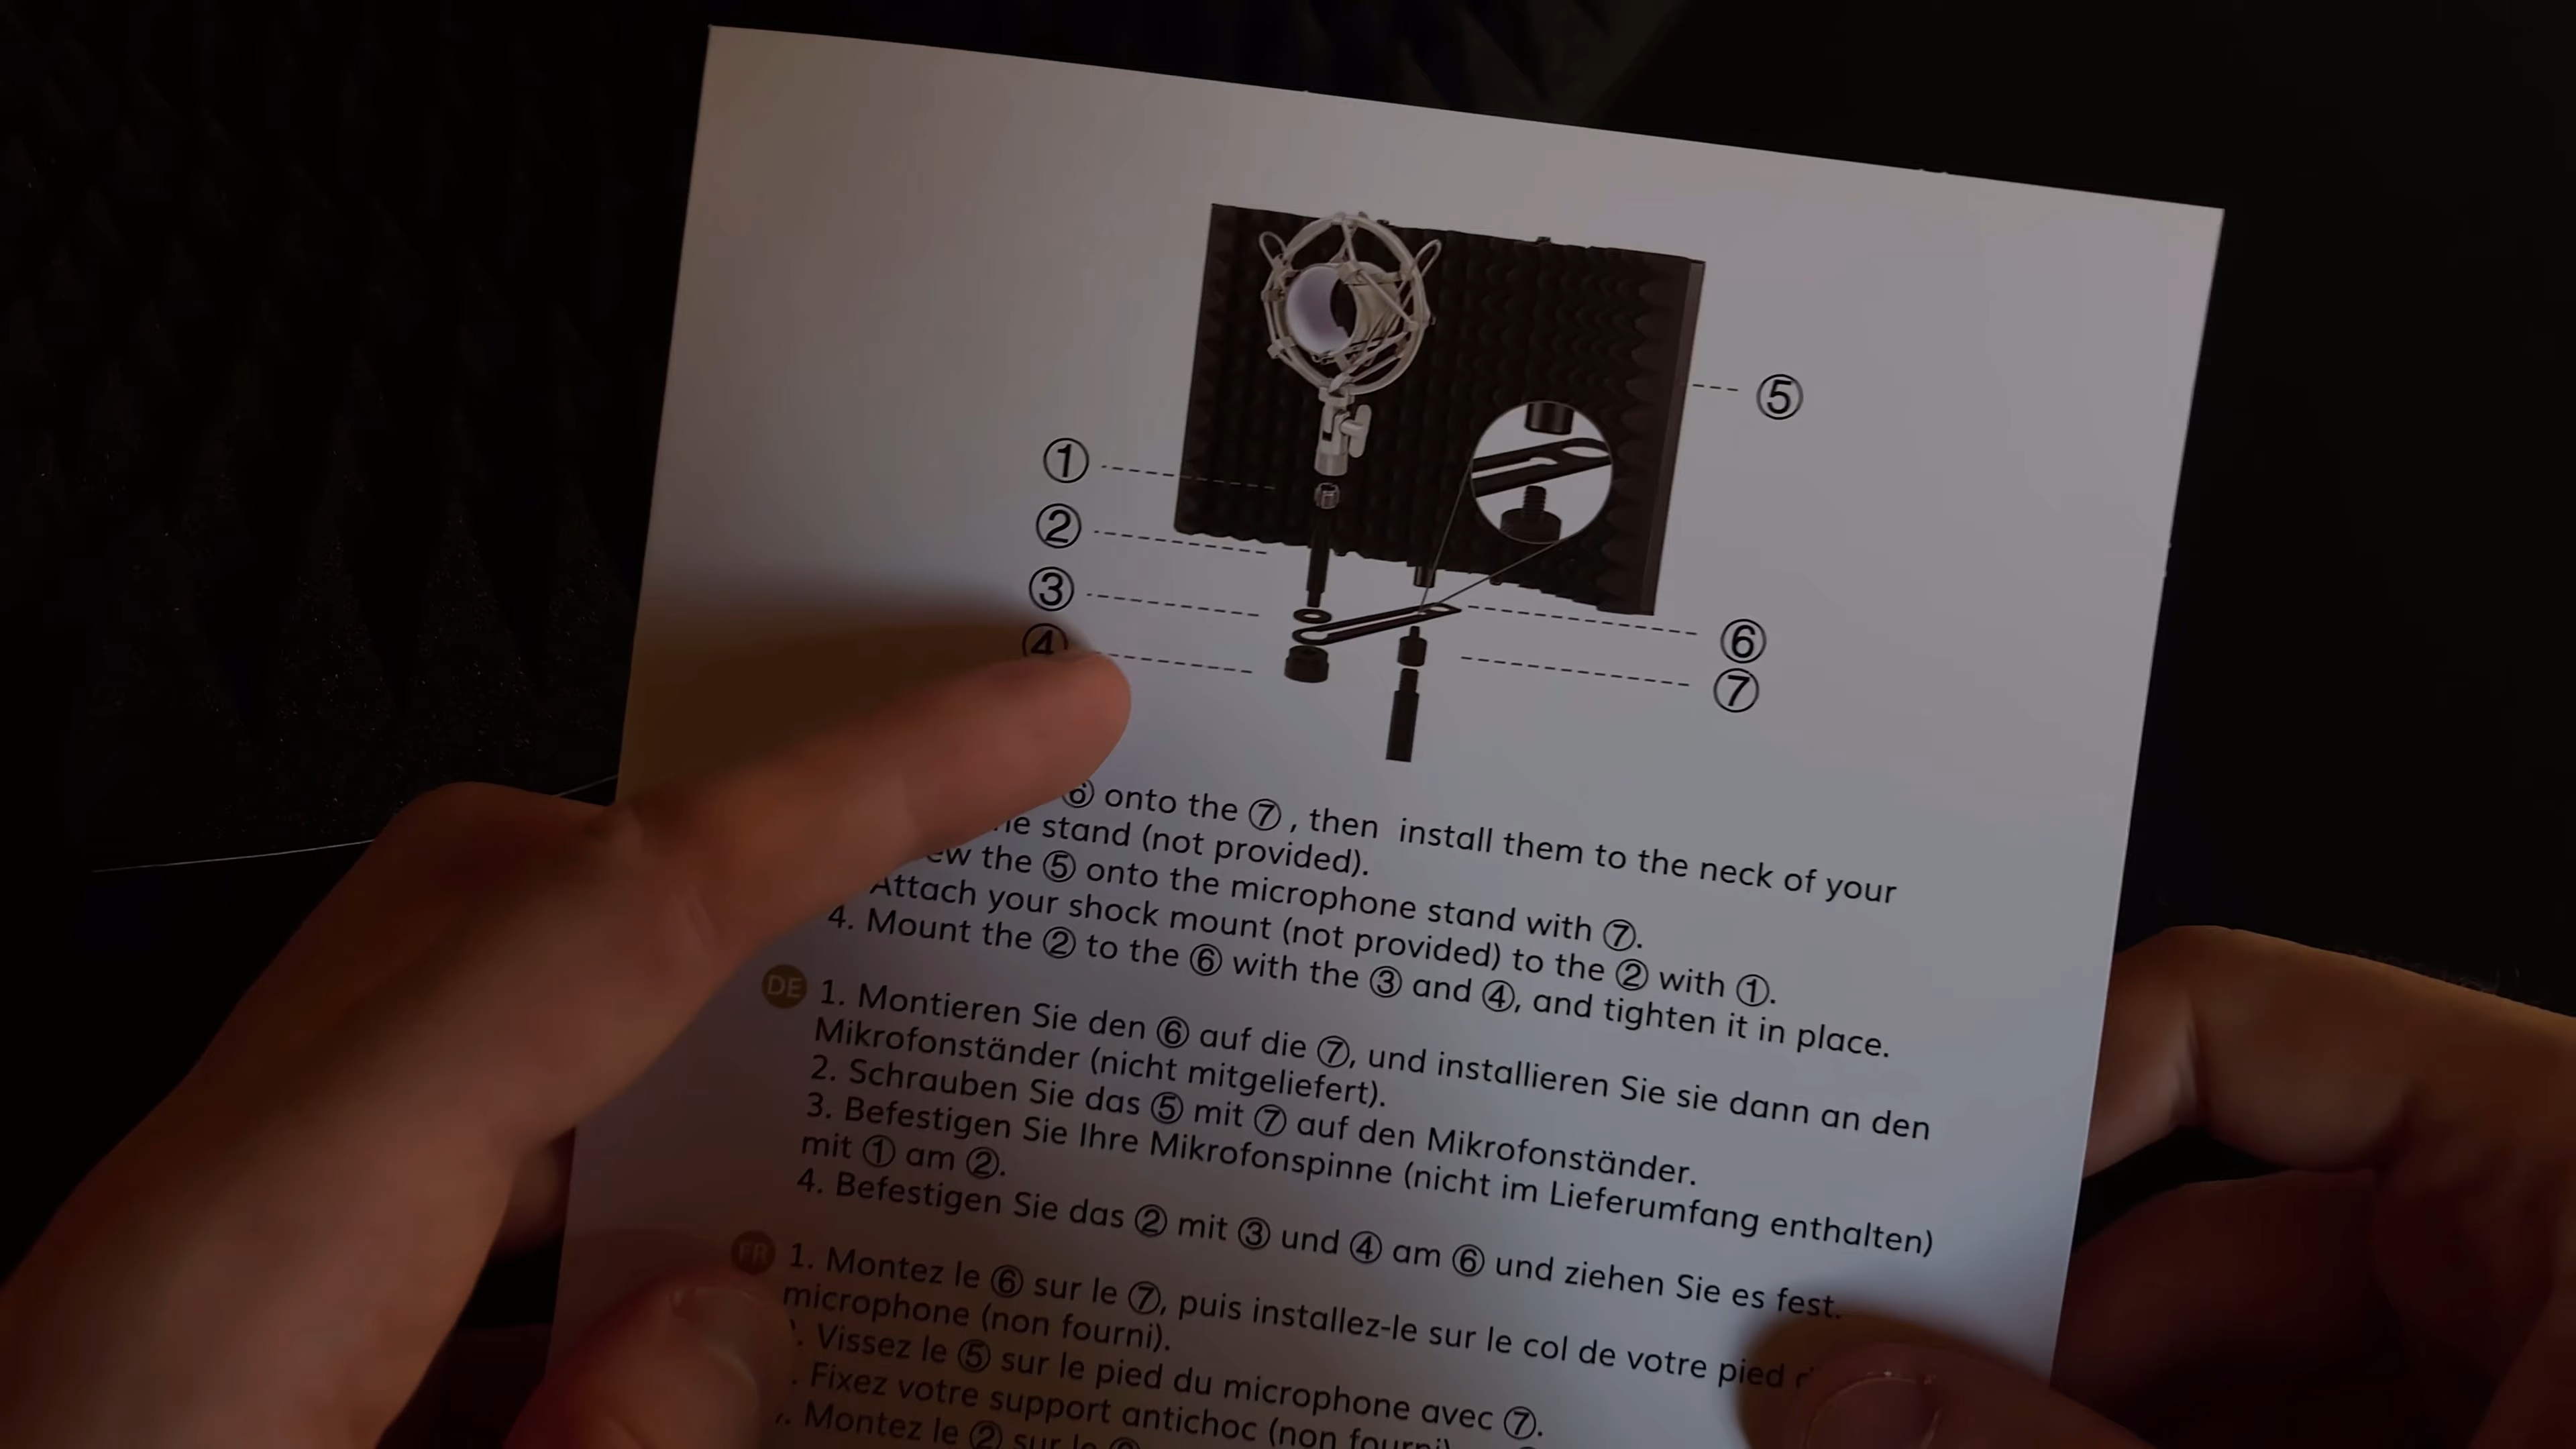 ①
②
③
④
⑤
⑥
⑦
⑥ onto the ⑦, then install them to the neck of your
stand (not provided).
the ⑤ onto the microphone stand with ⑦.
Attach your shock mount (not provided) to the ② with ①.
4. Mount the ② to the ⑥ with the ③ and ④, and tighten it in place.
DE 1. Montieren Sie den ⑥ auf die ⑦, und installieren Sie sie dann an den
Mikrofonständer (nicht mitgeliefert).
2. Schrauben Sie das ⑤ mit ⑦ auf den Mikrofonständer.
3. Befestigen Sie Ihre Mikrofonspinne (nicht im Lieferumfang enthalten)
mit ① am ②.
4. Befestigen Sie das ② mit ③ und ④ am ⑥ und ziehen Sie es fest.
FR 1. Montez le ⑥ sur le ⑦, puis installez-le sur le col de votre pied
microphone (non fourni).
Vissez le ⑤ sur le pied du microphone avec ⑦.
Fixez votre support antichoc (non fourni)
Montez le ② sur le